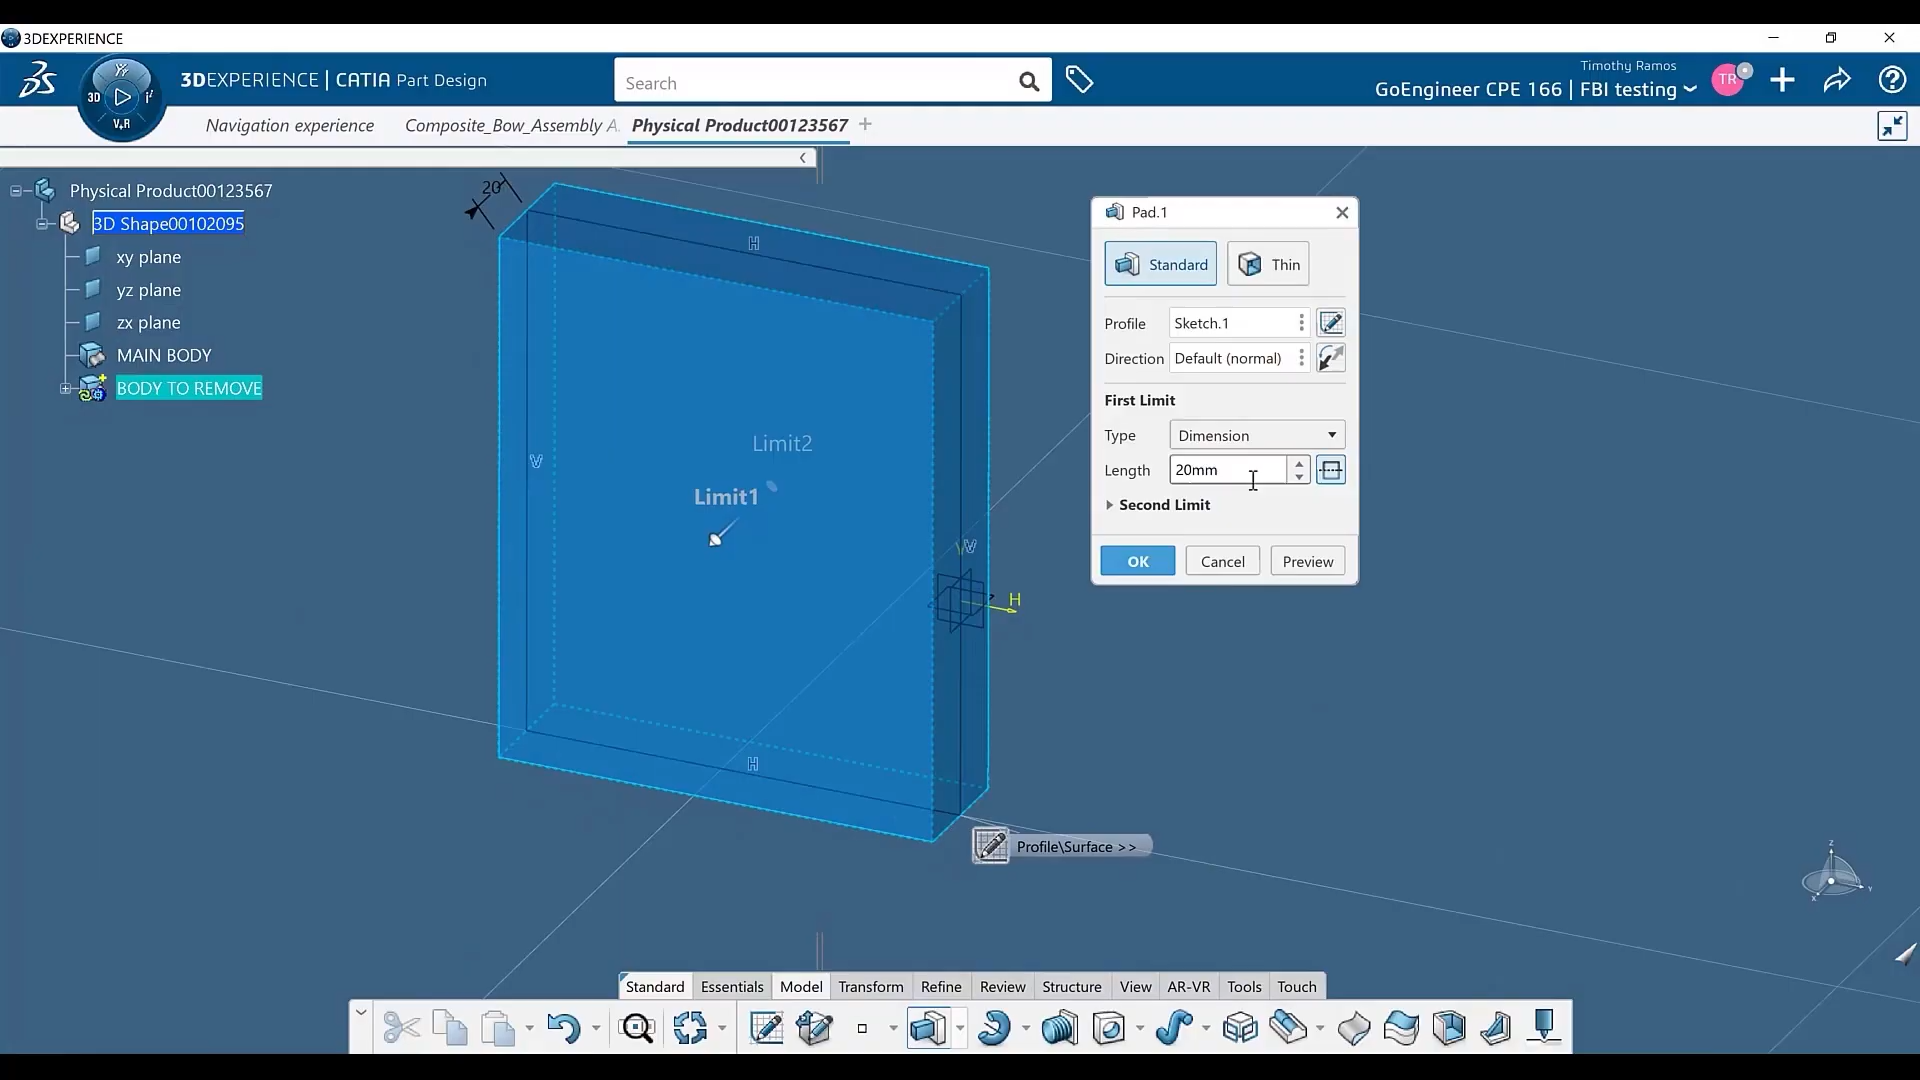 3DEXPERIENCE
3DEXPERIENCE | CATIA Part Design
3D
V+R
Search
Timothy Ramos
GoEngineer CPE 166 | FBI testing
TR
Navigation experience
Composite_Bow_Assembly A.
Physical Product00123567
Physical Product00123567
3D Shape00102095
xy plane
yz plane
zx plane
MAIN BODY
BODY TO REMOVE
20
H
V
Limit2
Limit1
V
Y
H
H
Profile\Surface >>
Pad.1
Standard
Thin
Profile
Sketch.1
Direction
Default (normal)
First Limit
Type
Dimension
Length
20mm
Second Limit
OK
Cancel
Preview
z
y
x
Standard
Essentials
Model
Transform
Refine
Review
Structure
View
AR-VR
Tools
Touch